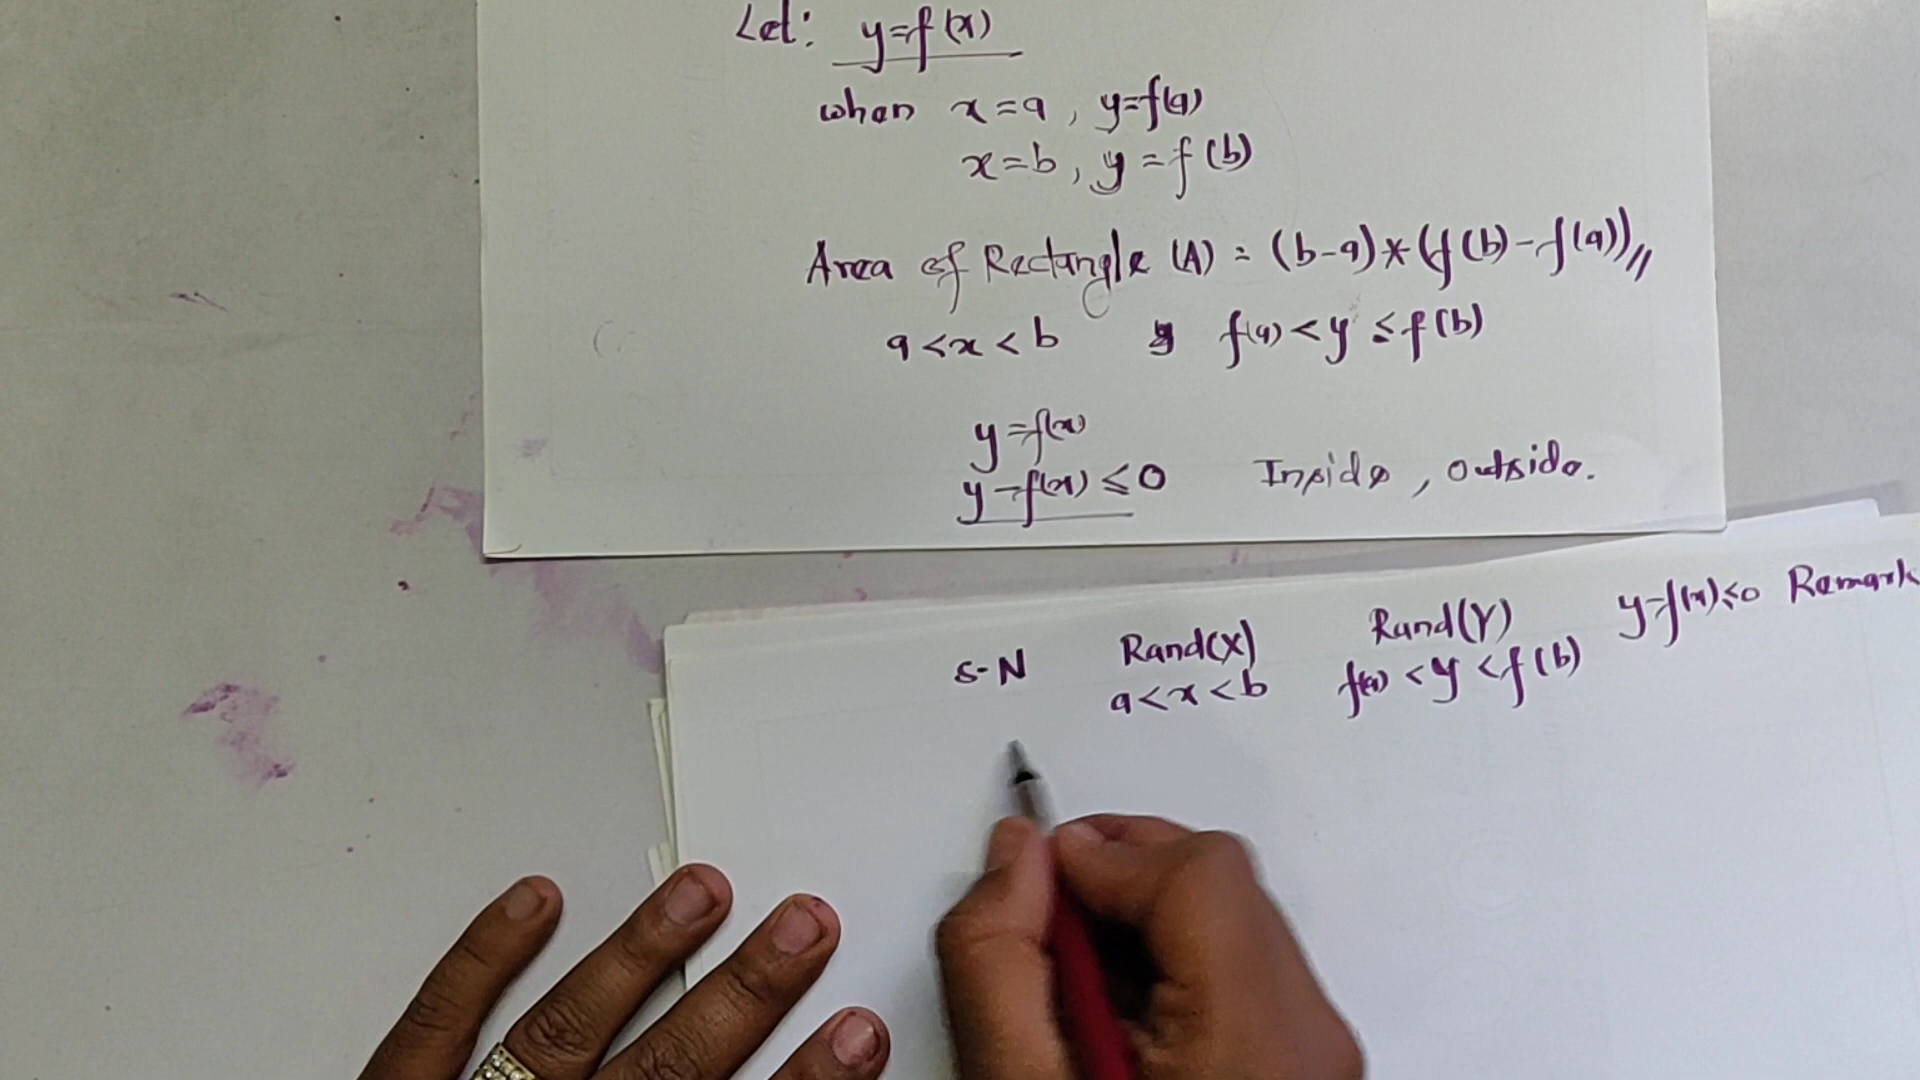 Let: y=f(x)
when x=a, y=f(a)
x=b, y=f(b)
Area of Rectangle (A) = (b-a)*(f(b)-f(a))//
a<x<b y f(a)<y≤f(b)
y=f(x)
y-f(x)≤0 Inside, outside.
S-N Rand(X) Rand(Y) y-f(x)≤0 Remark
a<x<b f(a)<y<f(b)